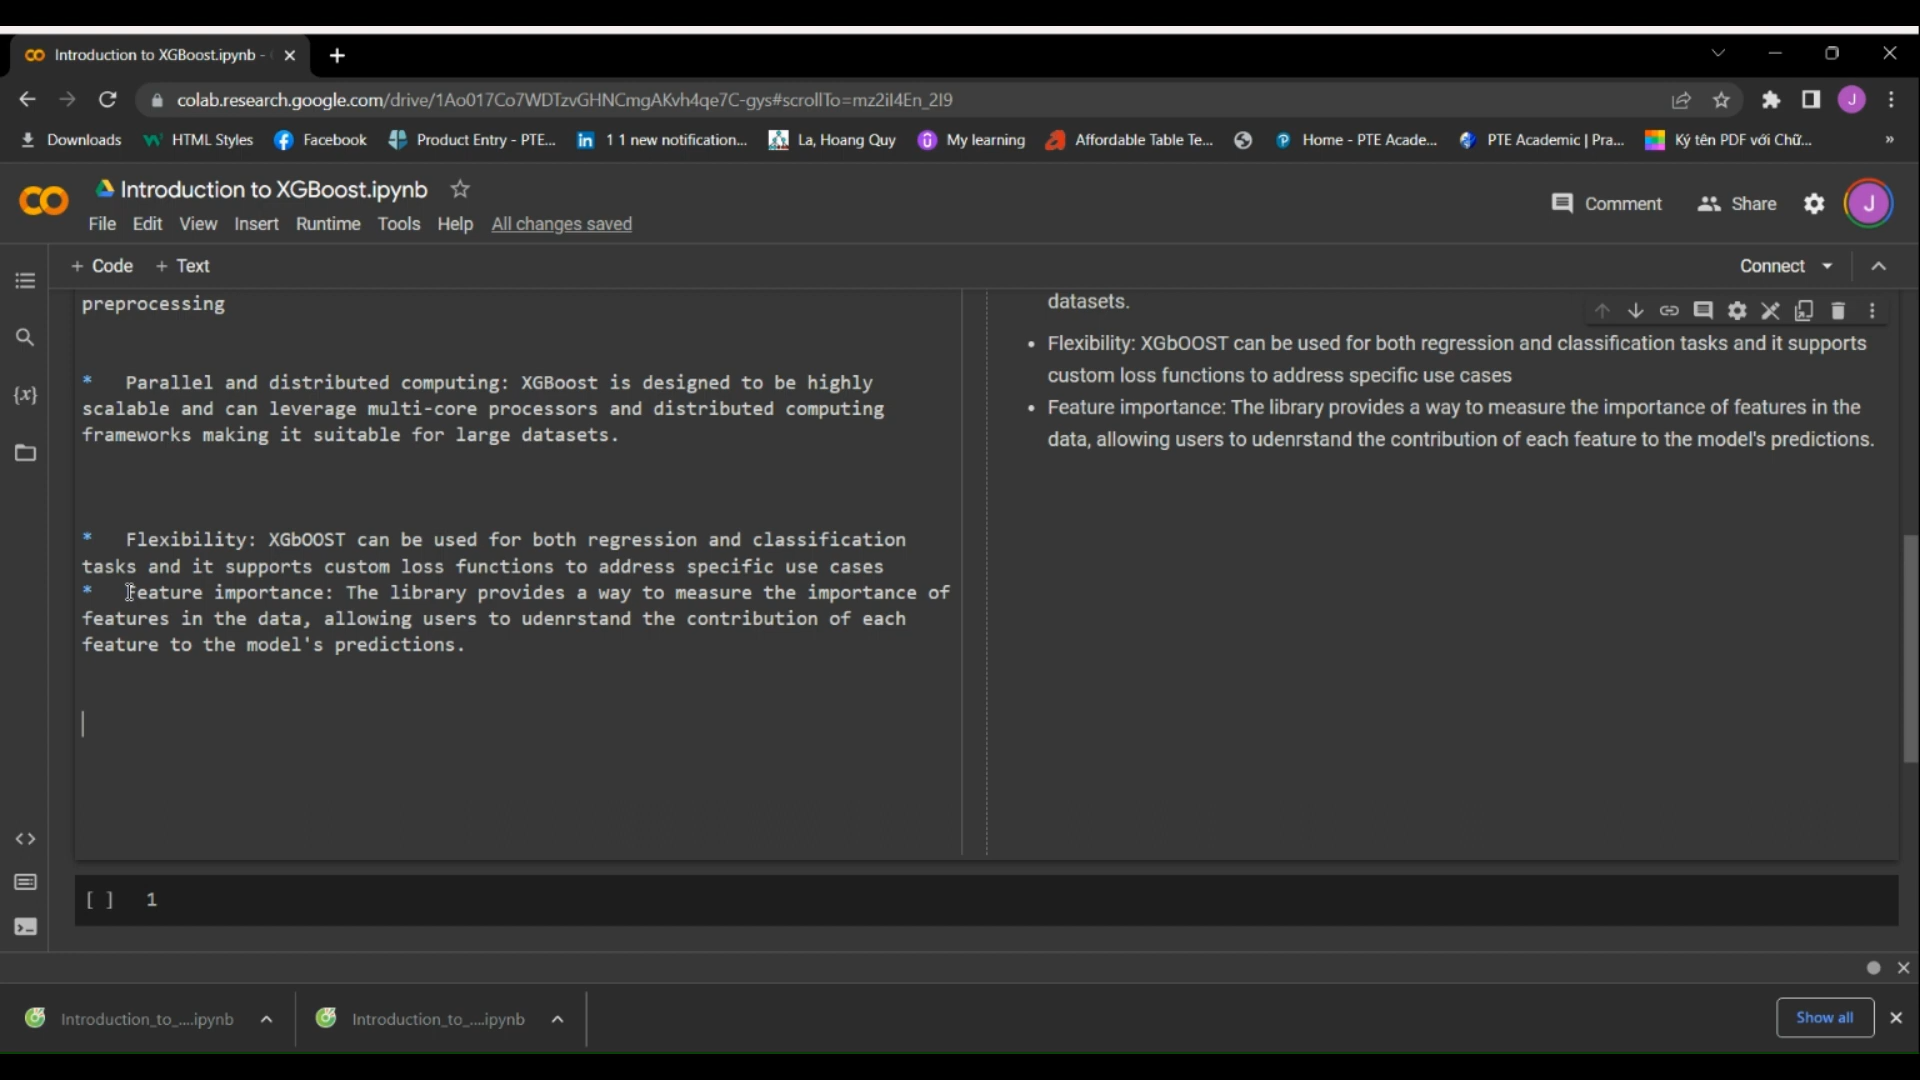 Introduction to XGBoost.ipynb -
colab.research.google.com/drive/1Ao017Co7WDTzvGHNCmgAKvh4qe7C-gys#scrollTo=mz2il4En_2I9
J
Downloads HTML Styles Facebook Product Entry - PTE... 1 1 new notification... La, Hoang Quy My learning Affordable Table Te... Home - PTE Acade... PTE Academic | Pra... Ký tên PDF với Chữ... »
Introduction to XGBoost.ipynb
Comment Share J
File Edit View Insert Runtime Tools Help All changes saved
+ Code + Text Connect
preprocessing
* Parallel and distributed computing: XGBoost is designed to be highly
scalable and can leverage multi-core processors and distributed computing
frameworks making it suitable for large datasets.
* Flexibility: XGbOOST can be used for both regression and classification
tasks and it supports custom loss functions to address specific use cases
* Feature importance: The library provides a way to measure the importance of
features in the data, allowing users to udenrstand the contribution of each
feature to the model's predictions.
datasets.
• Flexibility: XGbOOST can be used for both regression and classification tasks and it supports
custom loss functions to address specific use cases
• Feature importance: The library provides a way to measure the importance of features in the
data, allowing users to udenrstand the contribution of each feature to the model's predictions.
[ ] 1
Introduction_to_....ipynb Introduction_to_....ipynb Show all